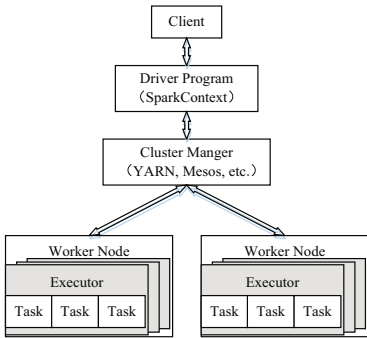 Client
Driver Program
（SparkContext）
Cluster Manger
（YARN, Mesos, etc.）
Worker Node
Executor
Task Task Task
Worker Node
Executor
Task Task Task